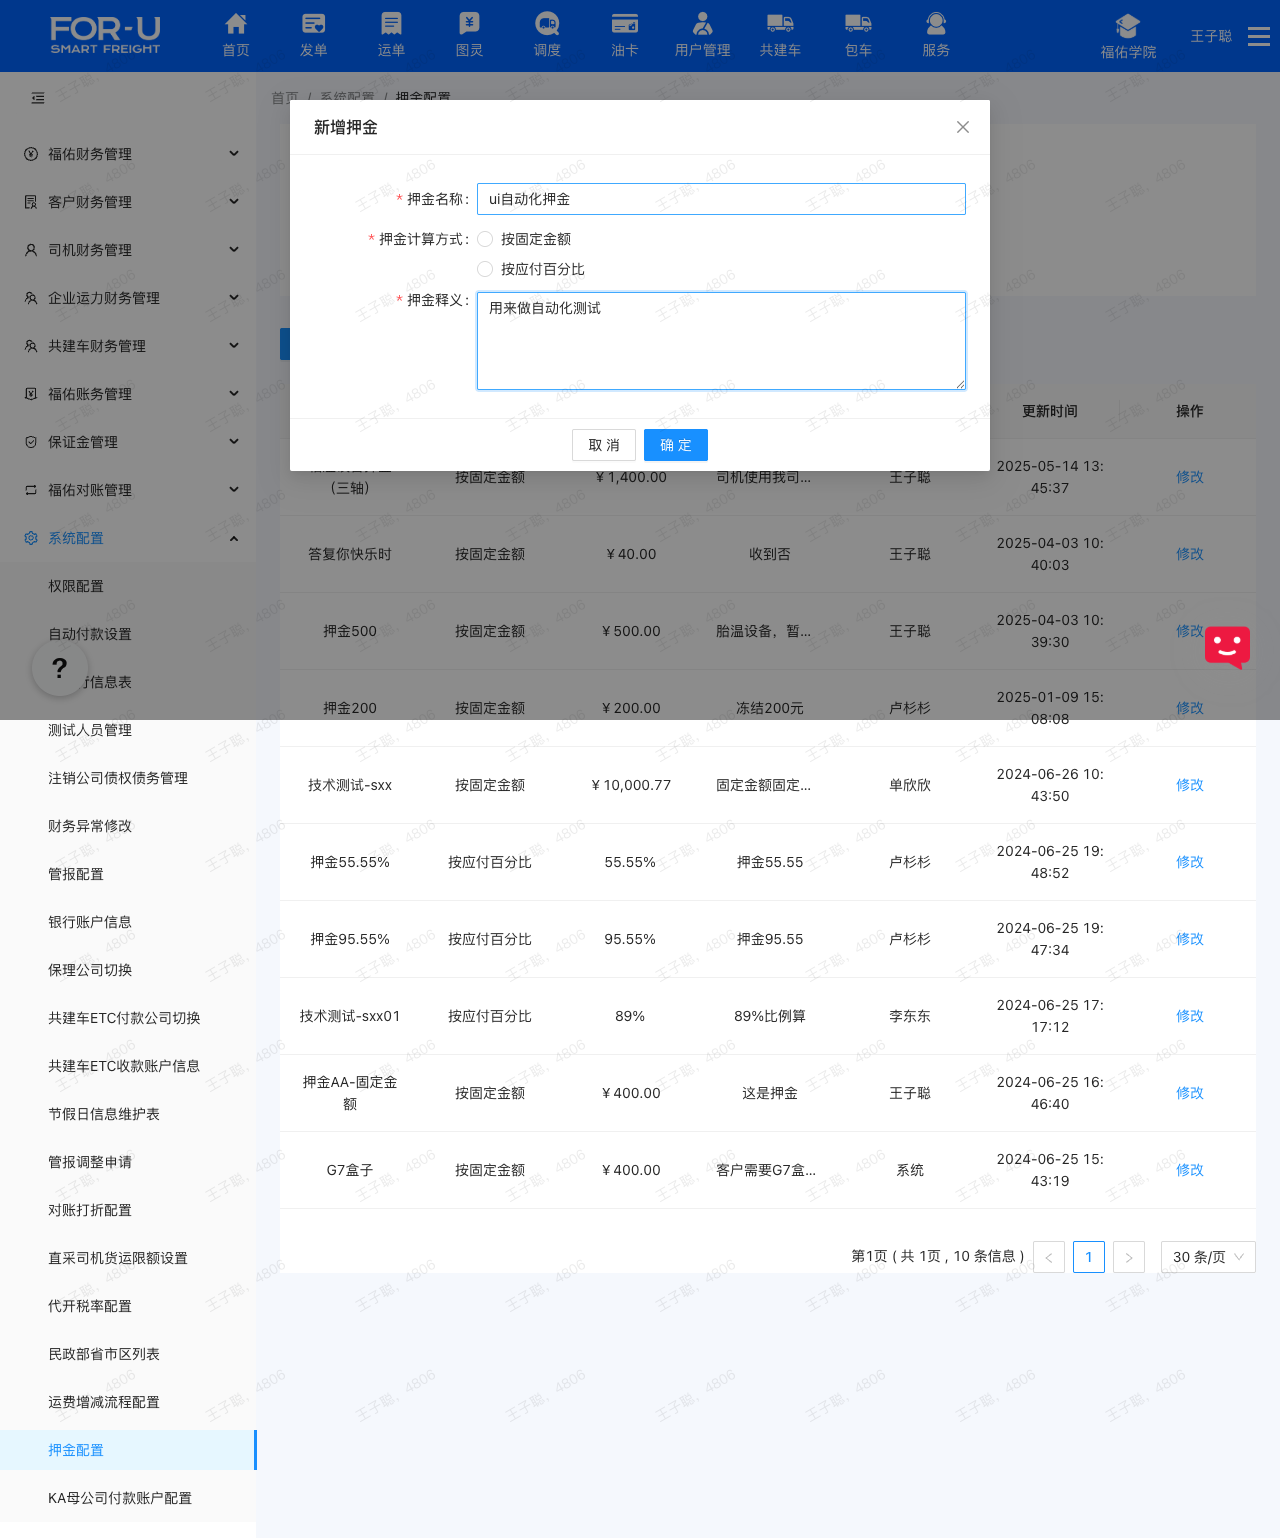 FOR-U
SMART FREIGHT
首页
发单
运单
图灵
调度
油卡
用户管理
共建车
包车
服务
福佑学院
王子聪
首页 / 系统配置 / 押金配置
福佑财务管理
客户财务管理
司机财务管理
企业运力财务管理
共建车财务管理
福佑账务管理
保证金管理
福佑对账管理
系统配置
权限配置
自动付款设置
行信息表
?
测试人员管理
注销公司债权债务管理
财务异常修改
管报配置
银行账户信息
保理公司切换
共建车ETC付款公司切换
共建车ETC收款账户信息
节假日信息维护表
管报调整申请
对账打折配置
直采司机货运限额设置
代开税率配置
民政部省市区列表
运费增减流程配置
押金配置
KA母公司付款账户配置
新增押金
* 押金名称:
ui自动化押金
* 押金计算方式:
按固定金额
按应付百分比
* 押金释义:
用来做自动化测试
取 消
确 定
更新时间
操作
(三轴)
按固定金额
¥ 1,400.00
司机使用我司...
王子聪
2025-05-14 13:
45:37
修改
答复你快乐时
按固定金额
¥ 40.00
收到否
王子聪
2025-04-03 10:
40:03
修改
押金500
按固定金额
¥ 500.00
胎温设备，暂...
王子聪
2025-04-03 10:
39:30
修改
押金200
按固定金额
¥ 200.00
冻结200元
卢杉杉
2025-01-09 15:
08:08
修改
技术测试-sxx
按固定金额
¥ 10,000.77
固定金额固定...
单欣欣
2024-06-26 10:
43:50
修改
押金55.55%
按应付百分比
55.55%
押金55.55
卢杉杉
2024-06-25 19:
48:52
修改
押金95.55%
按应付百分比
95.55%
押金95.55
卢杉杉
2024-06-25 19:
47:34
修改
技术测试-sxx01
按应付百分比
89%
89%比例算
李东东
2024-06-25 17:
17:12
修改
押金AA-固定金
额
按固定金额
¥ 400.00
这是押金
王子聪
2024-06-25 16:
46:40
修改
G7盒子
按固定金额
¥ 400.00
客户需要G7盒...
系统
2024-06-25 15:
43:19
修改
第1页 ( 共 1页 , 10 条信息 )
1
30 条/页
王子聪，4806